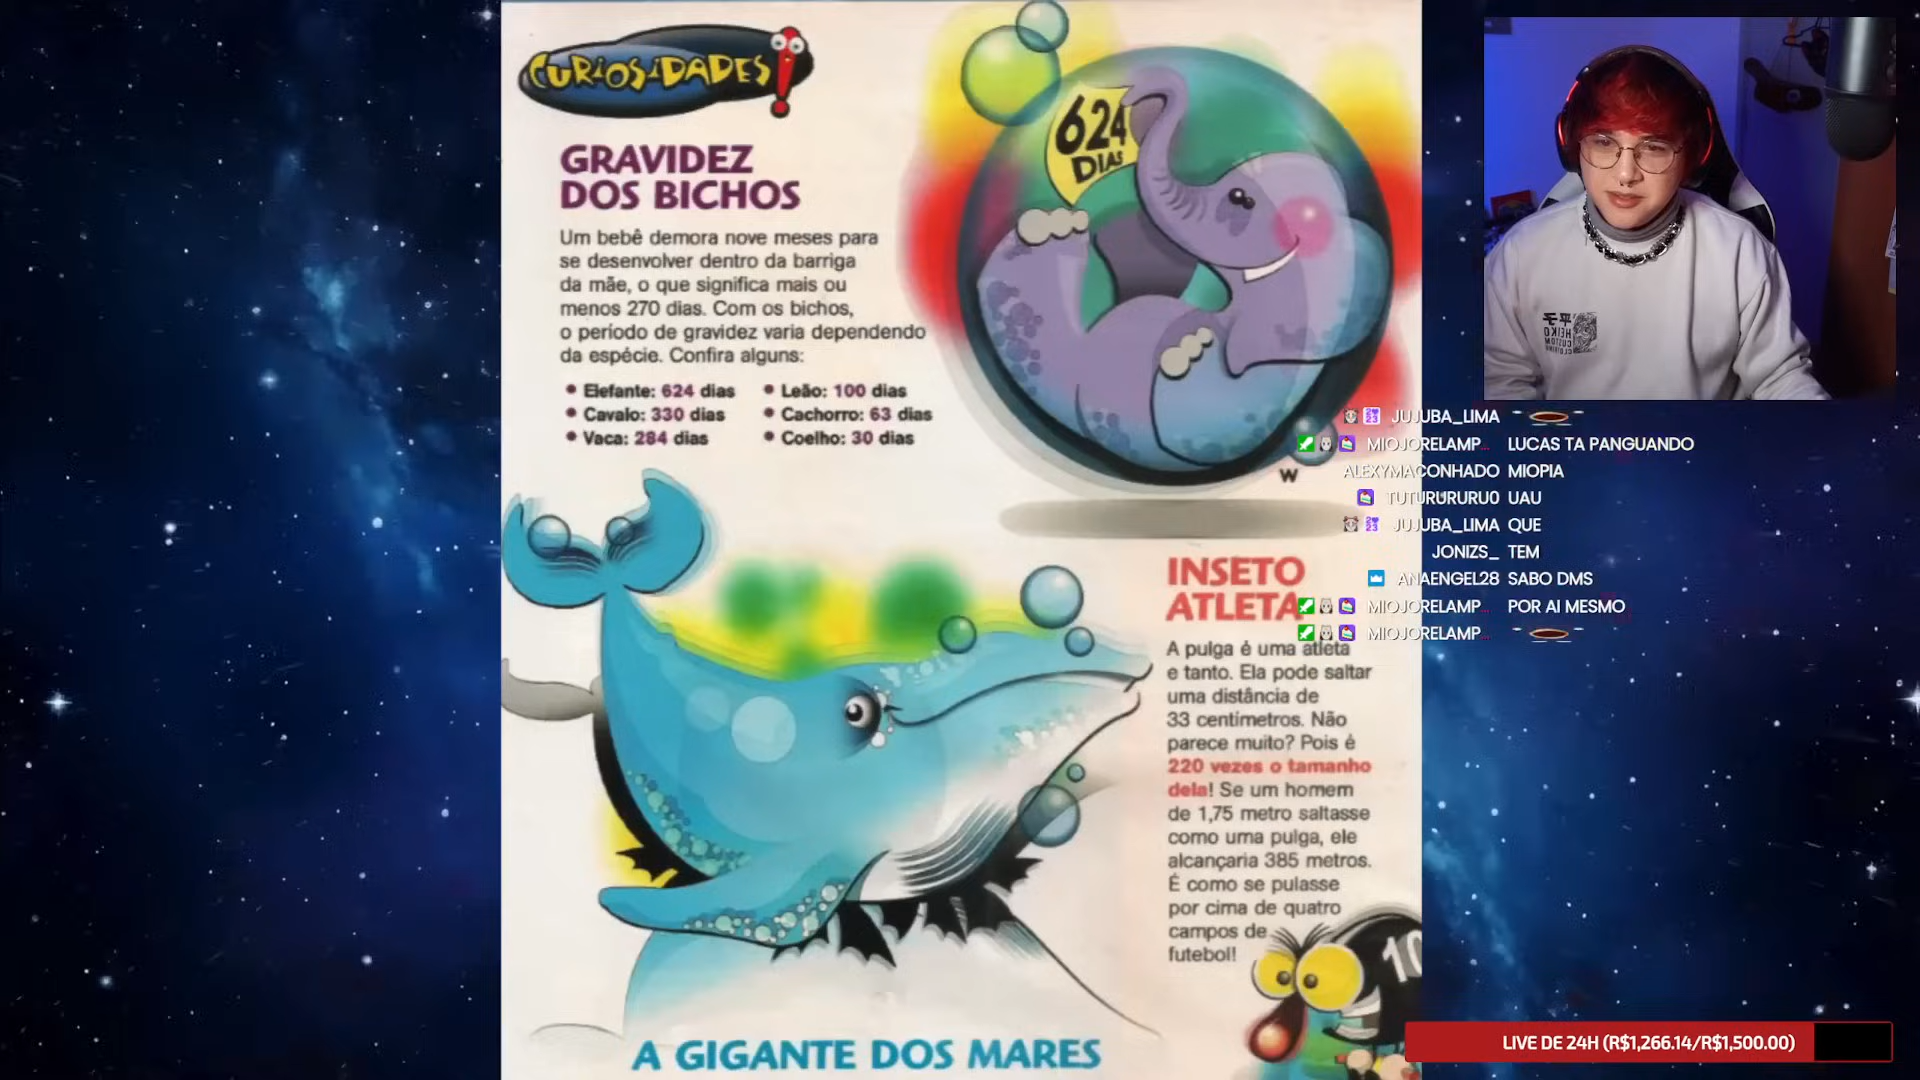 CURIOSIDADES!
GRAVIDEZ
DOS BICHOS
Um bebê demora nove meses para
se desenvolver dentro da barriga
da mãe, o que significa mais ou
menos 270 dias. Com os bichos,
o período de gravidez varia dependendo
da espécie. Confira alguns:
• Elefante: 624 dias
• Cavalo: 330 dias
• Vaca: 284 dias
• Leão: 100 dias
• Cachorro: 63 dias
• Coelho: 30 dias
624
DIAS
W
INSETO
ATLETA
A pulga é uma atleta
e tanto. Ela pode saltar
uma distância de
33 centímetros. Não
parece muito? Pois é
220 vezes o tamanho
dela! Se um homem
de 1,75 metro saltasse
como uma pulga, ele
alcançaria 385 metros.
É como se pulasse
por cima de quatro
campos de
futebol!
10
A GIGANTE DOS MARES
HEIKO
CUSTOM
CLOTHING
JUJUBA_LIMA
MIOJORELAMP... LUCAS TA PANGUANDO
ALEXYMACONHADO MIOPIA
TUTURURURU0 UAU
JUJUBA_LIMA QUE
JONIZS_ TEM
ANAENGEL28 SABO DMS
MIOJORELAMP... POR AI MESMO
MIOJORELAMP...
LIVE DE 24H (R$1,266.14/R$1,500.00)